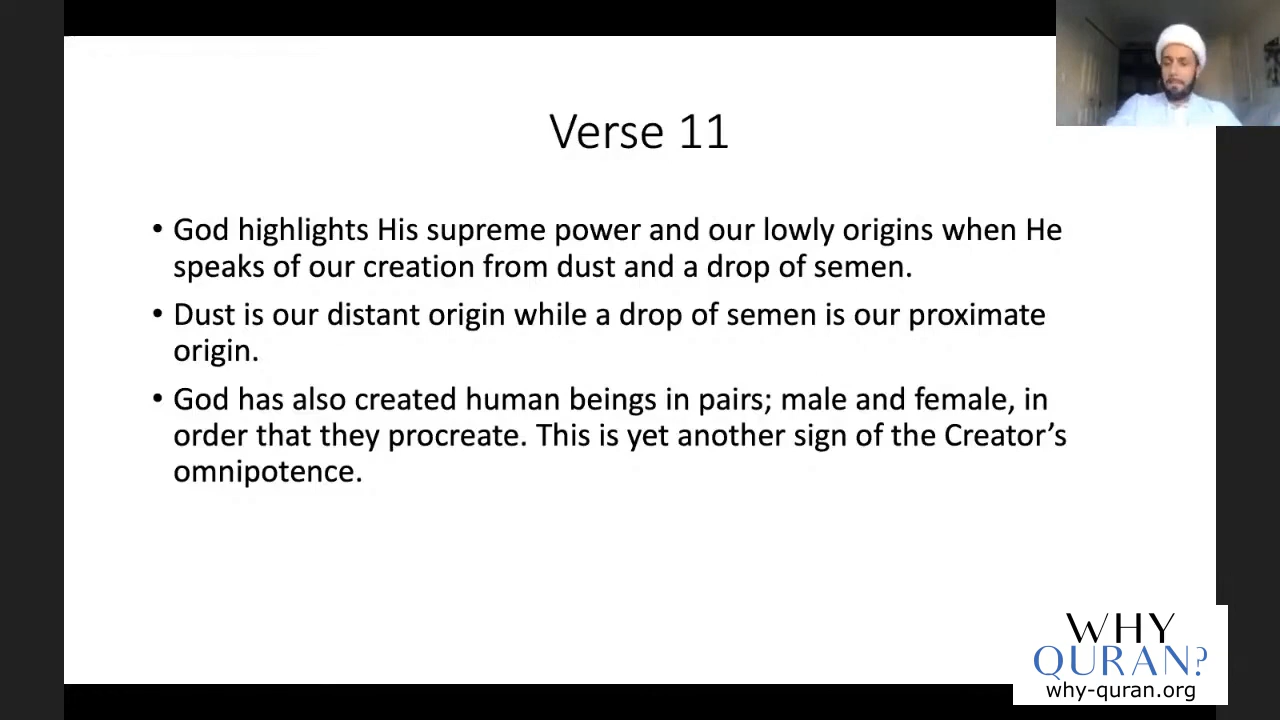 Verse 11
• God highlights His supreme power and our lowly origins when He
speaks of our creation from dust and a drop of semen.
• Dust is our distant origin while a drop of semen is our proximate
origin.
• God has also created human beings in pairs; male and female, in
order that they procreate. This is yet another sign of the Creator’s
omnipotence.
WHY
QURAN?
why-quran.org